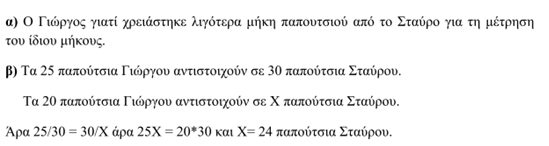 α) Ο Γιώργος γιατί χρειάστηκε λιγότερα μήκη παπουτσιού από το Σταύρο για τη μέτρηση
του ίδιου μήκους.
β) Τα 25 παπούτσια Γιώργου αντιστοιχούν σε 30 παπούτσια Σταύρου.
Τα 20 παπούτσια Γιώργου αντιστοιχούν σε Χ παπούτσια Σταύρου.
Άρα 25/30 = 30/Χ άρα 25Χ = 20*30 και Χ= 24 παπούτσια Σταύρου.